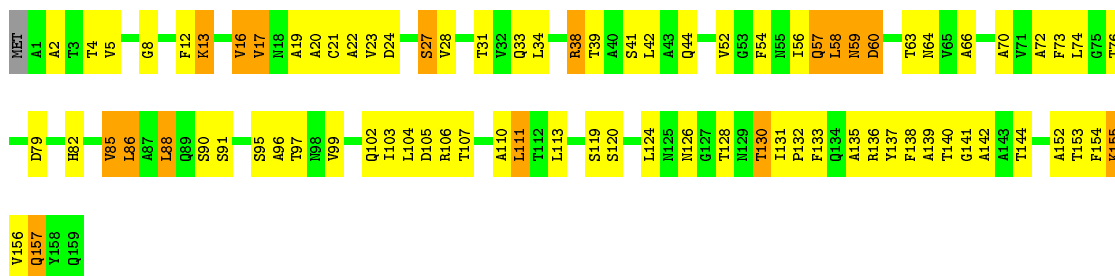 MET A1 A2 T3 T4 V5 G8 F12 K13 V16 V17 N18 A19 A20 C21 A22 V23 D24 S27 V28 T31 V32 Q33 L34 R38 T39 A40 S41 L42 A43 Q44 V52 G53 F54 N55 I56 Q57 L58 N59 D60 T63 N64 V65 A66 A70 V71 A72 F73 L74 G75 T76
D79 H82 V85 L86 A87 L88 Q89 S90 S91 S95 A96 T97 N98 V99 Q102 I103 L104 D105 R106 T107 A110 L111 T112 L113 S119 S120 L124 N125 N126 G127 T128 N129 T130 I131 P132 F133 Q134 A135 R136 Y137 F138 A139 T140 G141 A142 A143 T144 A152 T153 F154 K155
V156 Q157 Y158 Q159